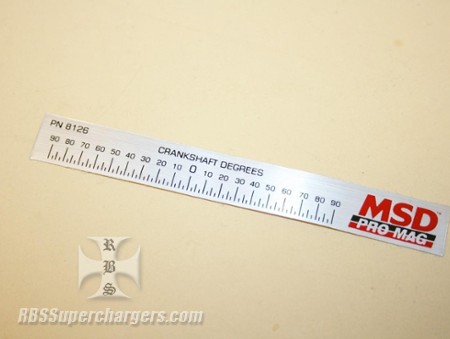 PN 8126
CRANKSHAFT DEGREES
90 80 70 60 50 40 30 20 10 0 10 20 30 40 50 60 70 80 90
MSD
PRO MAG
R
B
S
RBSSuperchargers.com